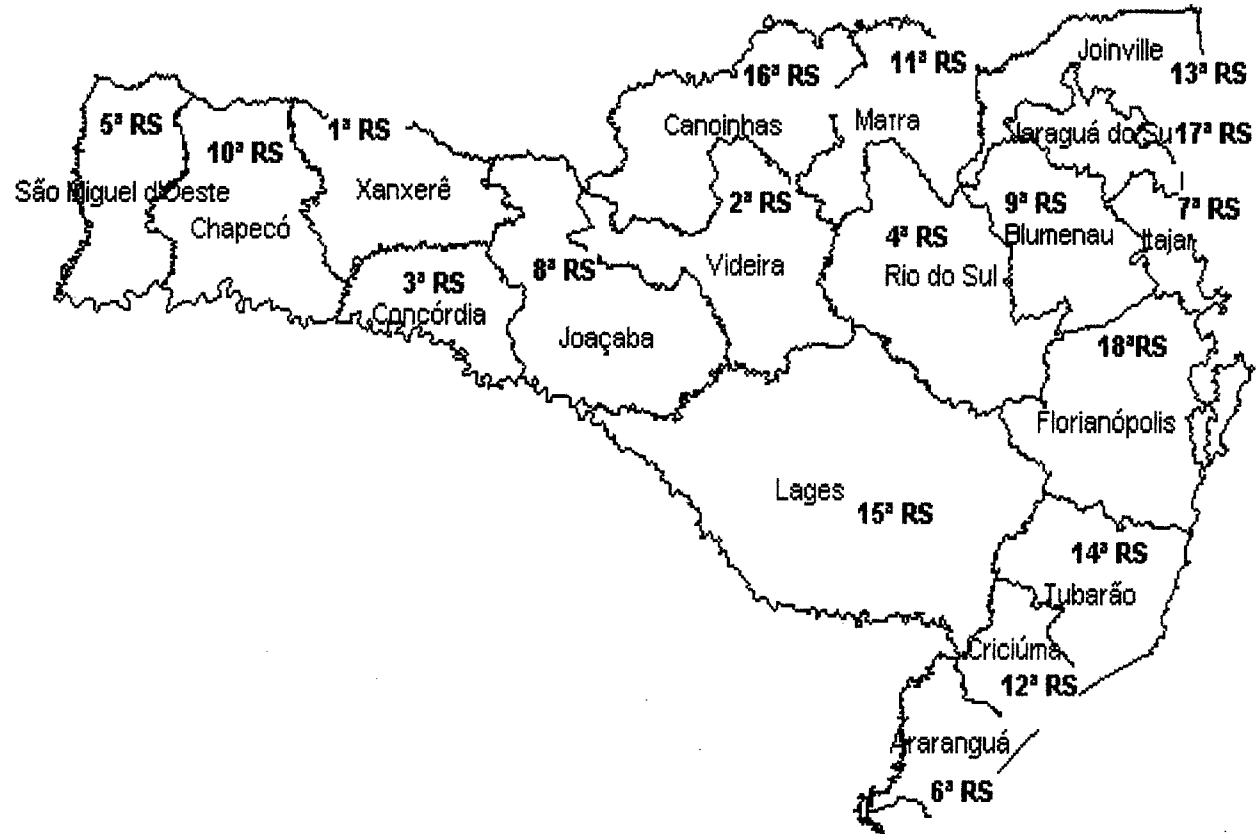 Joinville
16ª RS
11ª RS
13ª RS
5ª RS
1ª RS
Canoinhas
Mafra
Jaraguá do Su
17ª RS
10ª RS
São Miguel d'Oeste
Xanxerê
2ª RS
9ª RS
7ª RS
Chapecó
4ª RS
Blumenau
Itajaí
3ª RS
8ª RS
Videira
Rio do Sul
Concórdia
Joaçaba
18ªRS
Florianópolis
Lages
15ª RS
14ª RS
Tubarão
Criciúma
12ª RS
Araranguá
6ª RS